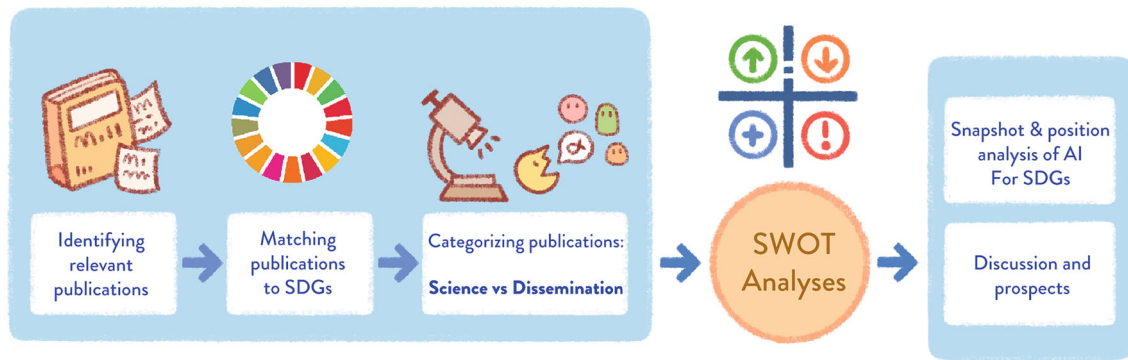 Identifying
relevant
publications
Matching
publications
to SDGs
Categorizing publications:
Science vs Dissemination
SWOT
Analyses
Snapshot & position
analysis of AI
For SDGs
Discussion and
prospects